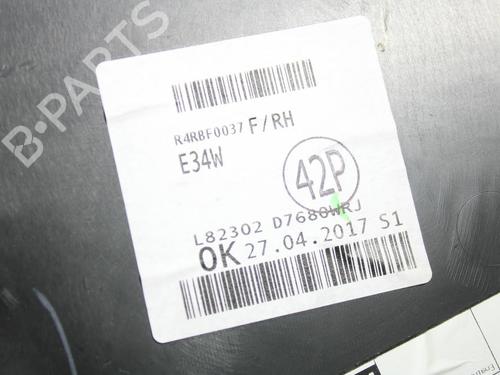 B-PARTS
R4RBF0037 F/RH
E34W
42P
L82302 D7680WRJ
OK 27.04.2017 S1